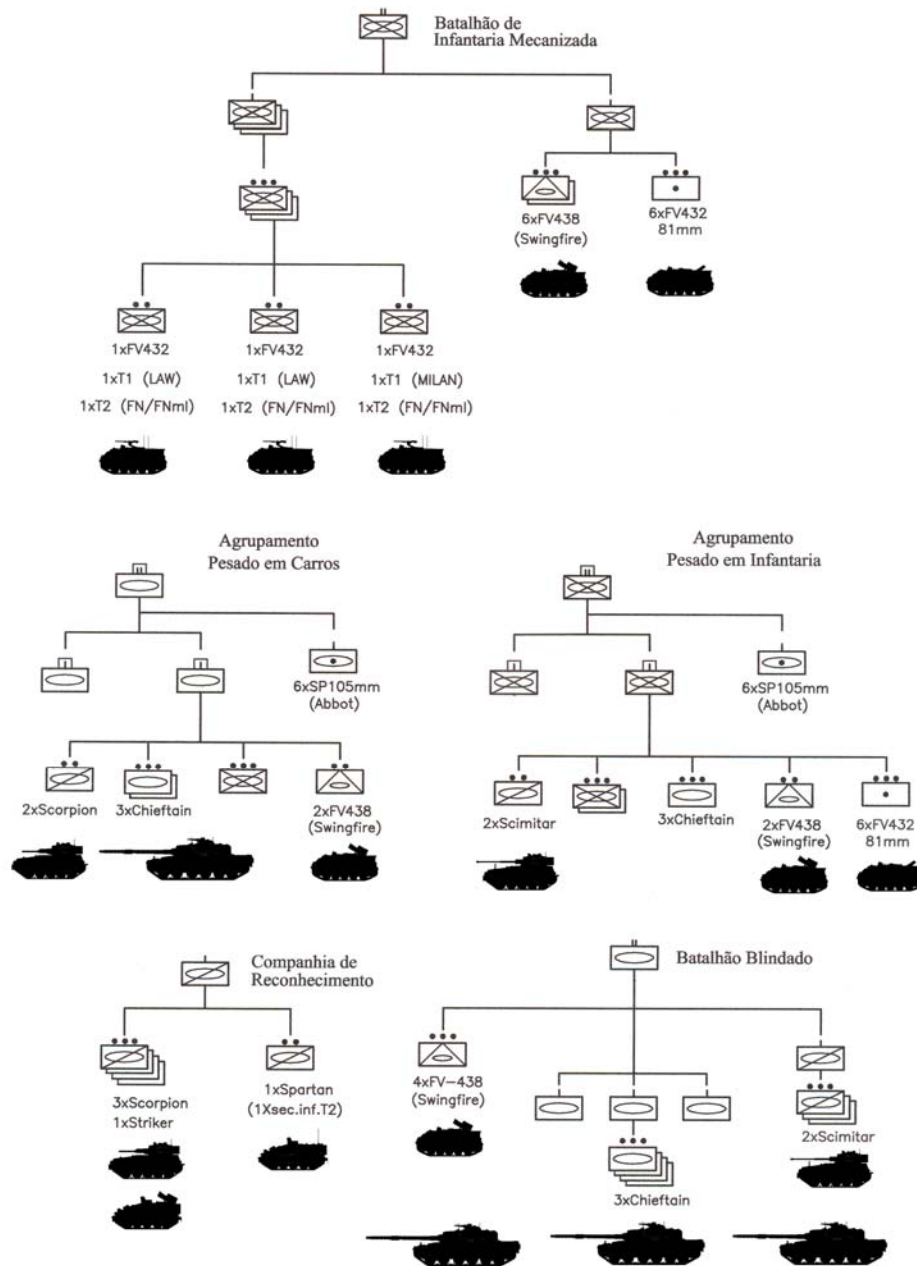 Batalhão de
Infantaria Mecanizada
6xFV438
(Swingfire)
6xFV432
81mm
1xFV432
1xT1 (LAW)
1xT2 (FN/FNml)
1xFV432
1xT1 (LAW)
1xT2 (FN/FNml)
1xFV432
1xT1 (MILAN)
1xT2 (FN/FNml)
Agrupamento
Pesado em Carros
6xSP105mm
(Abbot)
2xScorpion
3xChieftain
2xFV438
(Swingfire)
Agrupamento
Pesado em Infantaria
6xSP105mm
(Abbot)
2xScimitar
3xChieftain
2xFV438
(Swingfire)
6xFV432
81mm
Companhia de
Reconhecimento
3xScorpion
1xStriker
1xSpartan
(1Xsec.inf.T2)
Batalhão Blindado
4xFV-438
(Swingfire)
3xChieftain
2xScimitar